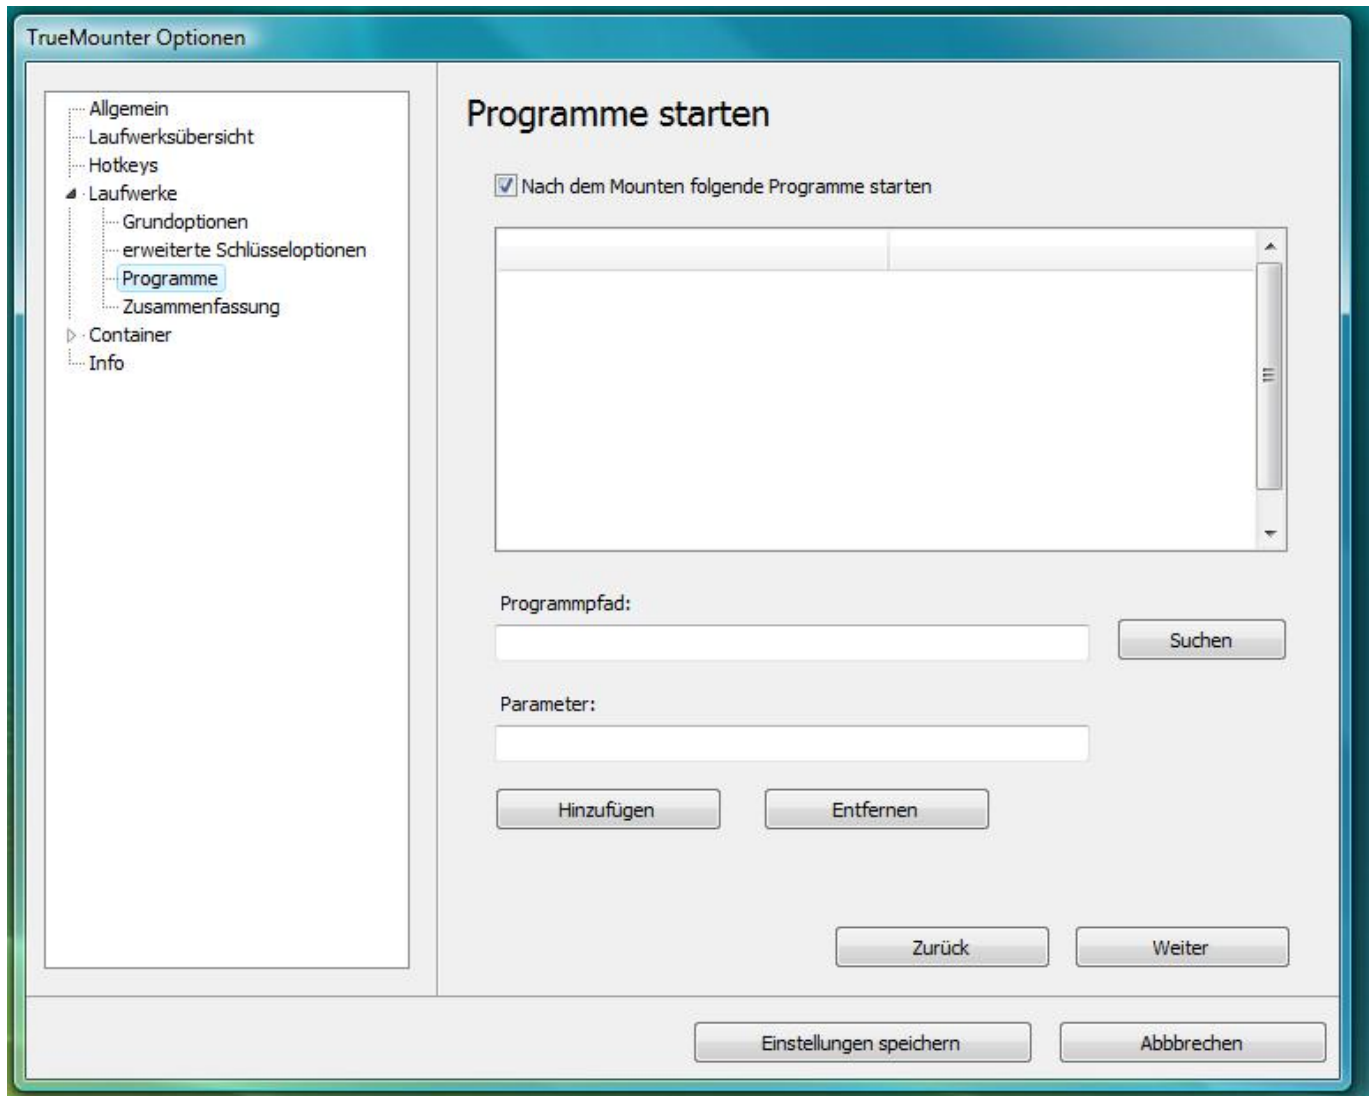 TrueMounter Optionen
Allgemein
Laufwerksübersicht
Hotkeys
Laufwerke
Grundoptionen
erweiterte Schlüsseloptionen
Programme
Zusammenfassung
Container
Info
Programme starten
Nach dem Mounten folgende Programme starten
Programmpfad:
Suchen
Parameter:
Hinzufügen Entfernen
Zurück Weiter
Einstellungen speichern Abbbrechen